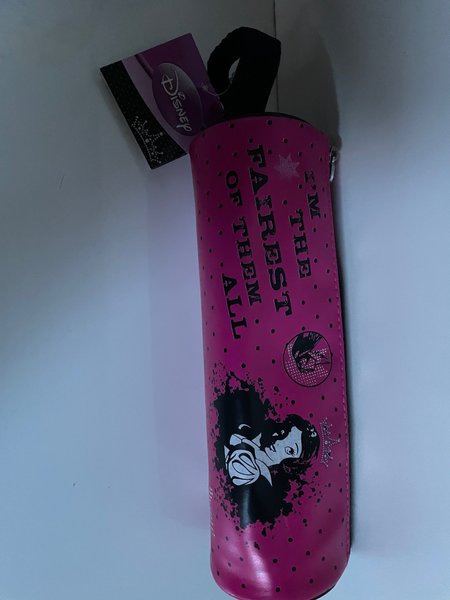 Disney
I'M
THE
FAIREST
OF THEM
ALL